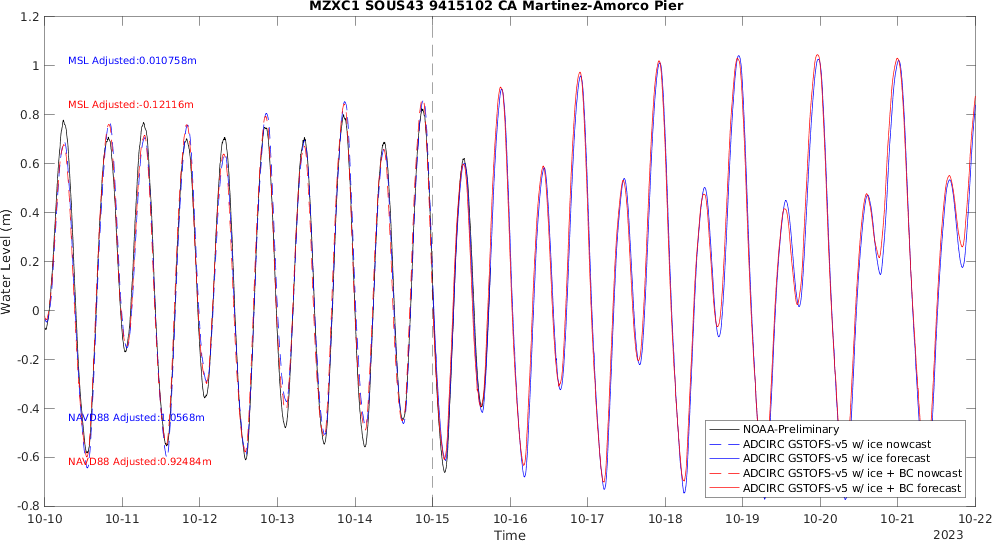 MZXC1 SOUS43 9415102 CA Martinez-Amorco Pier
1.2
1
0.8
0.6
0.4
0.2
0
-0.2
-0.4
-0.6
-0.8
Water Level (m)
MSL Adjusted:0.010758m
MSL Adjusted:-0.12116m
NAVD88 Adjusted:1.0568m
NAVD88 Adjusted:0.92484m
NOAA-Preliminary
ADCIRC GSTOFS-v5 w/ ice nowcast
ADCIRC GSTOFS-v5 w/ ice forecast
ADCIRC GSTOFS-v5 w/ ice + BC nowcast
ADCIRC GSTOFS-v5 w/ ice + BC forecast
10-10 10-11 10-12 10-13 10-14 10-15 10-16 10-17 10-18 10-19 10-20 10-21 10-22
Time
2023